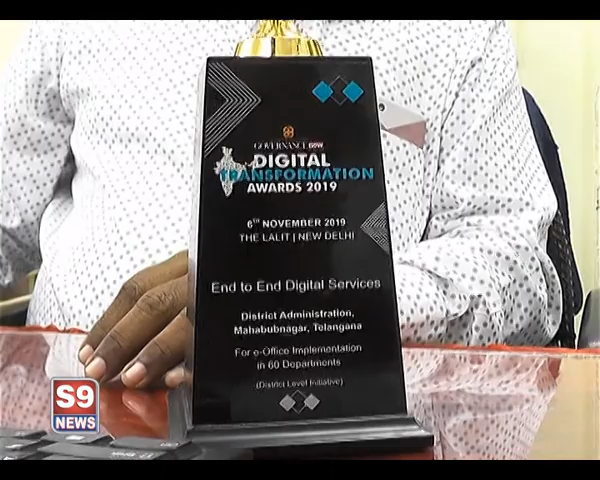 GOVERNANCE now
DIGITAL
TRANSFORMATION
AWARDS 2019
6TH NOVEMBER 2019
THE LALIT | NEW DELHI
End to End Digital Services
District Administration,
Mahabubnagar, Telangana
For e-Office Implementation
in 60 Departments
(District Level Initiative)
S9
NEWS